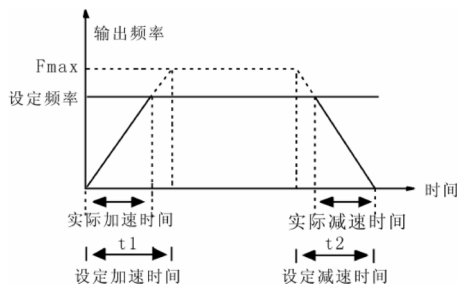 输出频率
Fmax
设定频率
时间
实际加速时间 实际减速时间
t1 t2
设定加速时间 设定减速时间